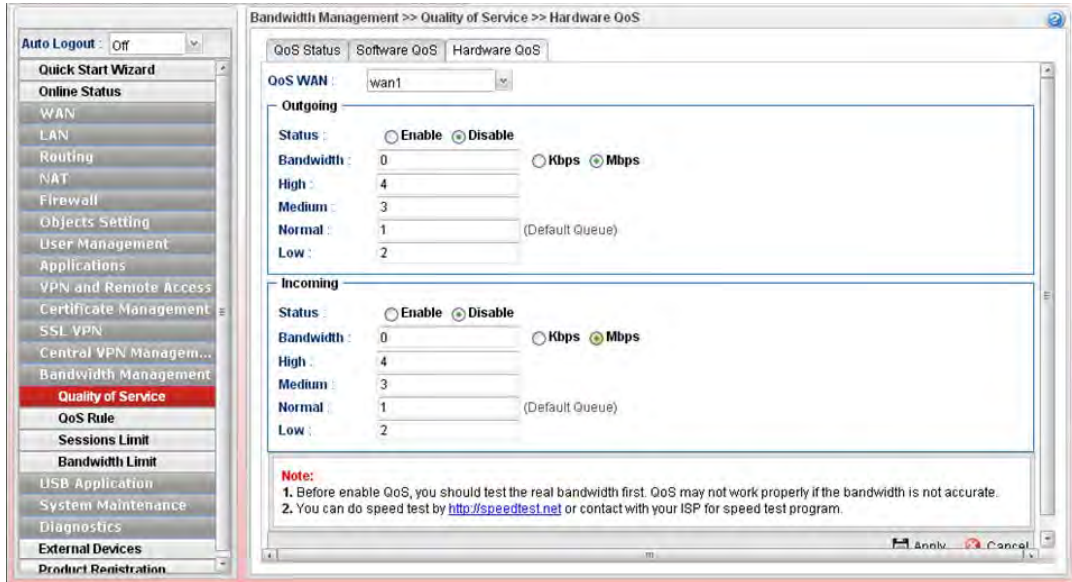 Bandwidth Management >> Quality of Service >> Hardware QoS
Auto Logout : Off
Quick Start Wizard
Online Status
WAN
LAN
Routing
NAT
Firewall
Objects Setting
User Management
Applications
VPN and Remote Access
Certificate Management
SSL VPN
Central VPN Managem...
Bandwidth Management
Quality of Service
QoS Rule
Sessions Limit
Bandwidth Limit
USB Application
System Maintenance
Diagnostics
External Devices
Product Registration
QoS Status Software QoS Hardware QoS
QoS WAN : wan1
Outgoing
Status : Enable Disable
Bandwidth : 0 Kbps Mbps
High : 4
Medium : 3
Normal : 1 (Default Queue)
Low : 2
Incoming
Status : Enable Disable
Bandwidth : 0 Kbps Mbps
High : 4
Medium : 3
Normal : 1 (Default Queue)
Low : 2
Note:
1. Before enable QoS, you should test the real bandwidth first. QoS may not work properly if the bandwidth is not accurate.
2. You can do speed test by http://speedtest.net or contact with your ISP for speed test program.
Apply Cancel